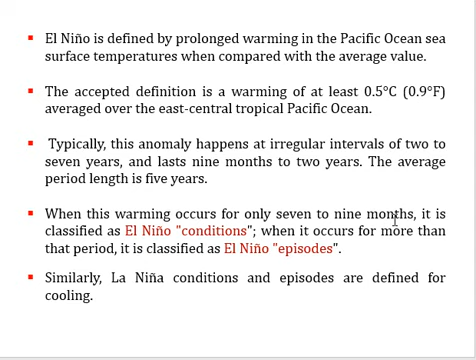 ▪ El Niño is defined by prolonged warming in the Pacific Ocean sea
surface temperatures when compared with the average value.
▪ The accepted definition is a warming of at least 0.5°C (0.9°F)
averaged over the east-central tropical Pacific Ocean.
▪ Typically, this anomaly happens at irregular intervals of two to
seven years, and lasts nine months to two years. The average
period length is five years.
▪ When this warming occurs for only seven to nine months, it is
classified as El Niño "conditions"; when it occurs for more than
that period, it is classified as El Niño "episodes".
▪ Similarly, La Niña conditions and episodes are defined for
cooling.